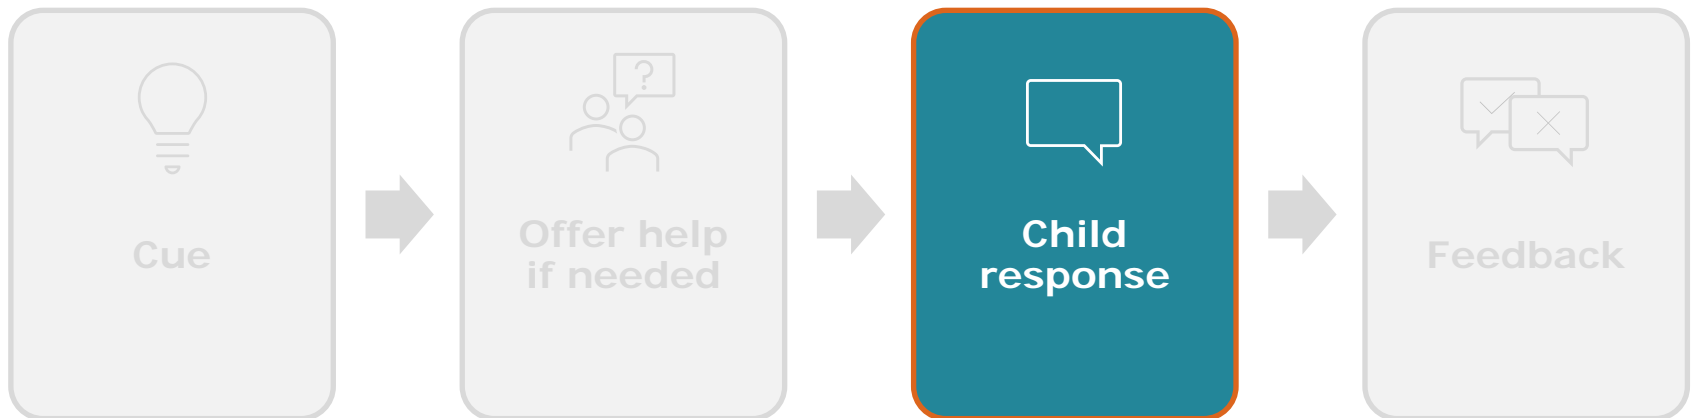 Cue
Offer help
if needed
?
Child
response
Feedback